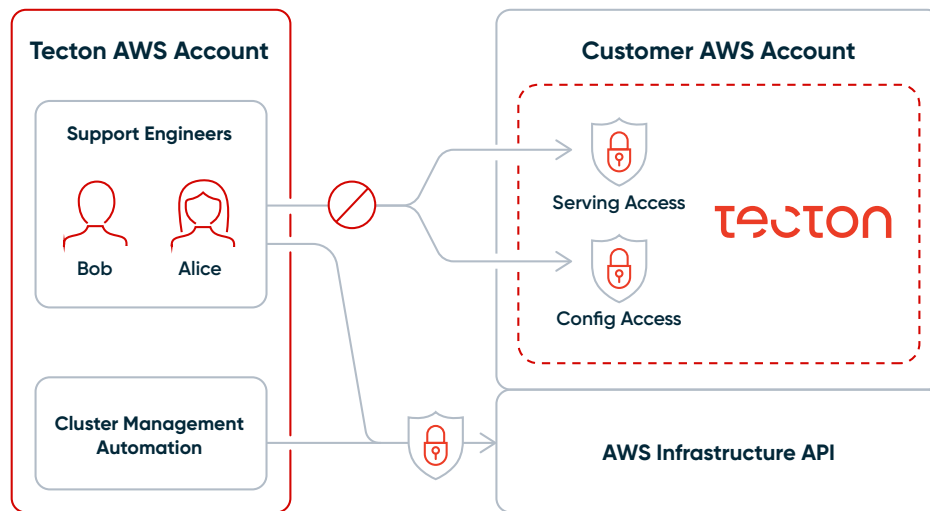 Tecton AWS Account
Support Engineers
Bob
Alice
Cluster Management
Automation
Customer AWS Account
Serving Access
tecton
Config Access
AWS Infrastructure API